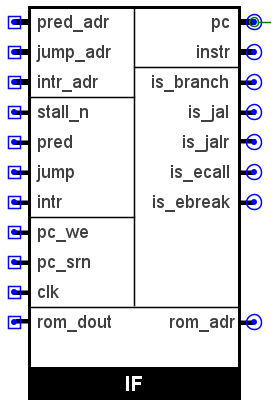 pred_adr pc
jump_adr instr
intr_adr is_branch
stall_n is_jal
pred is_jalr
jump is_ecall
intr is_ebreak
pc_we
pc_srn
clk
rom_dout rom_adr
IF